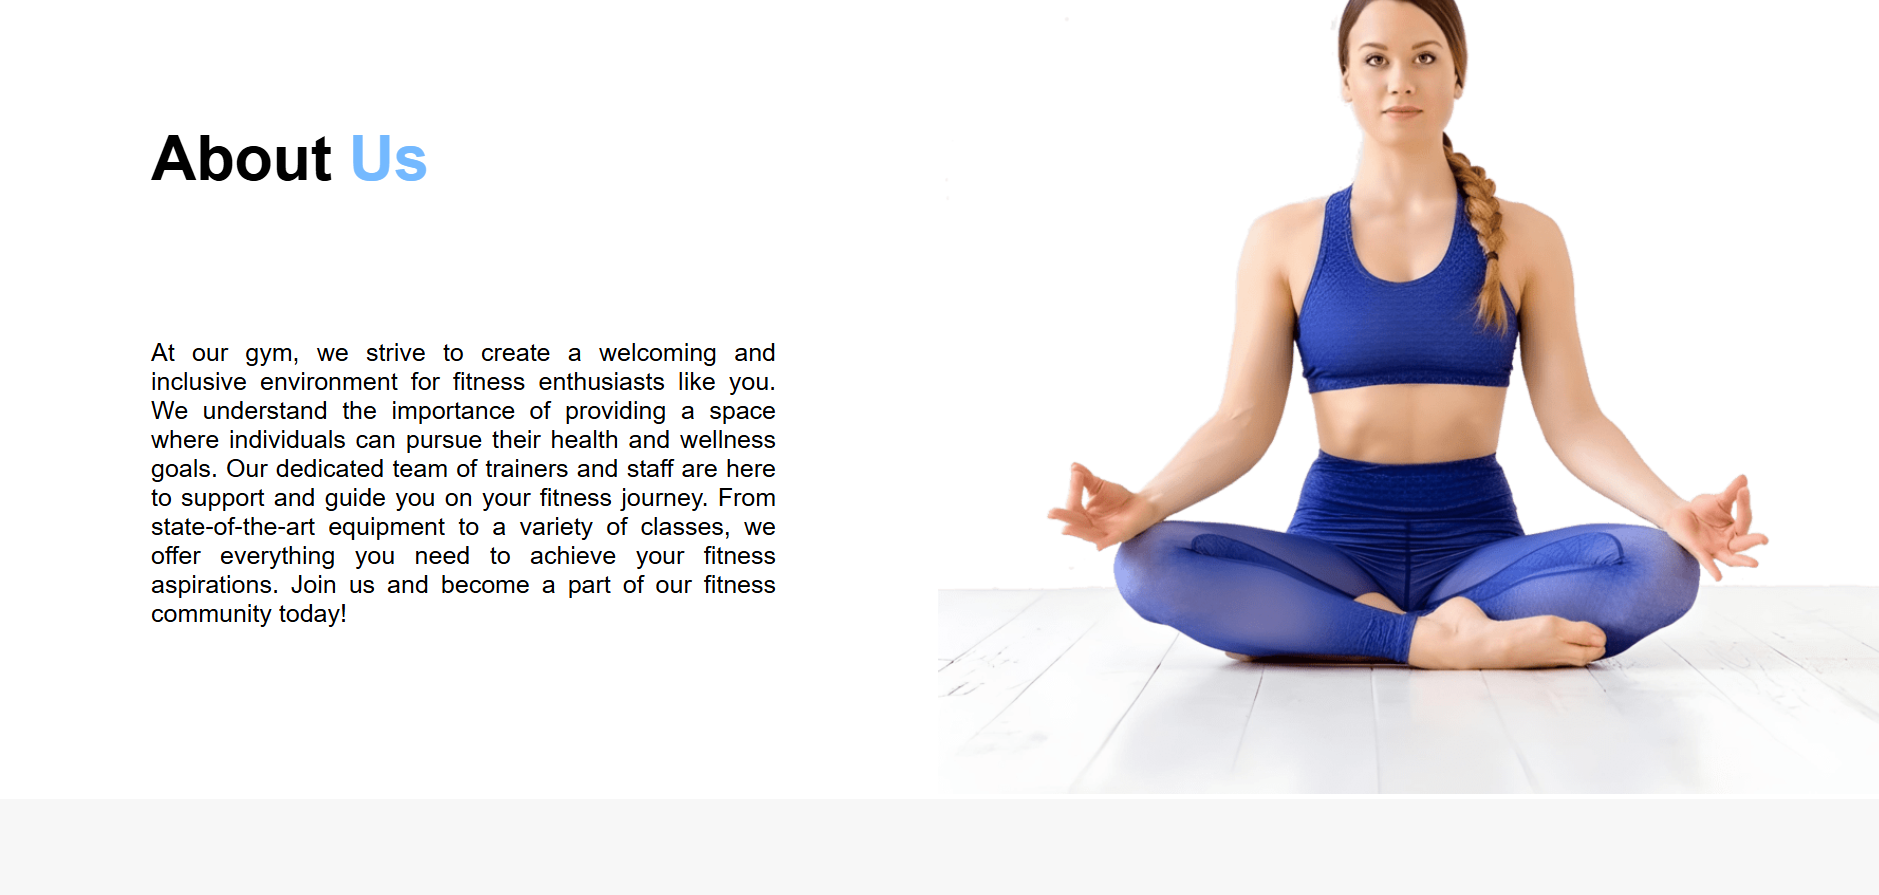 About Us
At our gym, we strive to create a welcoming and
inclusive environment for fitness enthusiasts like you.
We understand the importance of providing a space
where individuals can pursue their health and wellness
goals. Our dedicated team of trainers and staff are here
to support and guide you on your fitness journey. From
state-of-the-art equipment to a variety of classes, we
offer everything you need to achieve your fitness
aspirations. Join us and become a part of our fitness
community today!